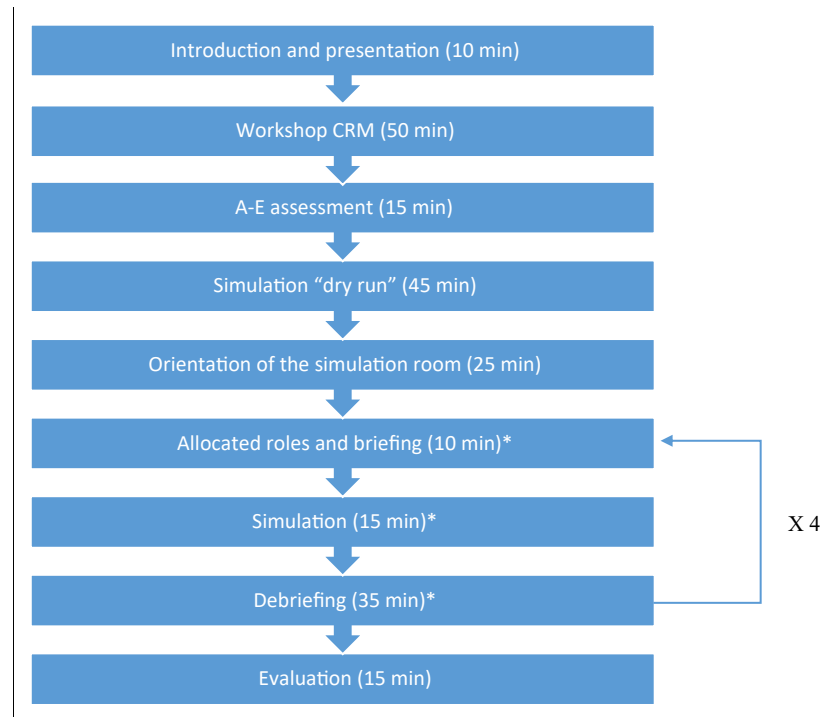 Introduction and presentation (10 min)
Workshop CRM (50 min)
A-E assessment (15 min)
Simulation “dry run” (45 min)
Orientation of the simulation room (25 min)
Allocated roles and briefing (10 min)*
Simulation (15 min)*
X 4
Debriefing (35 min)*
Evaluation (15 min)